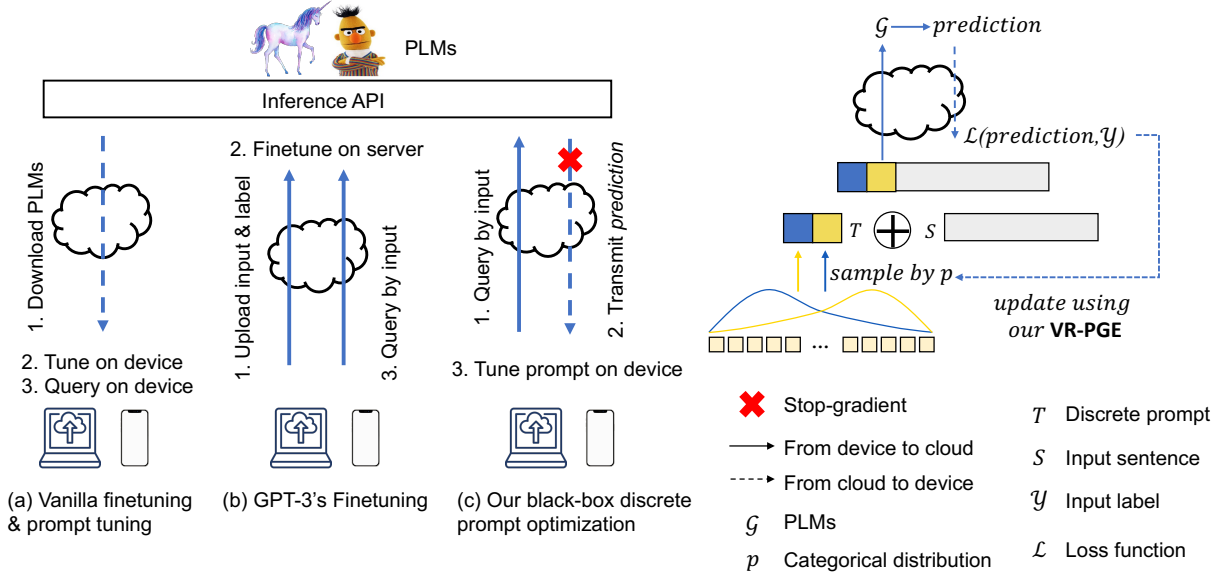 PLMs
Inference API
1. Download PLMs
2. Tune on device
3. Query on device
(a) Vanilla finetuning
& prompt tuning
2. Finetune on server
1. Upload input & label
3. Query by input
(b) GPT-3's Finetuning
1. Query by input
2. Transmit prediction
3. Tune prompt on device
(c) Our black-box discrete
prompt optimization
𝒢 prediction
ℒ(prediction,𝒴)
T S
sample by p
update using
our VR-PGE
...
Stop-gradient
From device to cloud
From cloud to device
𝒢 PLMs
p Categorical distribution
T Discrete prompt
S Input sentence
𝒴 Input label
ℒ Loss function